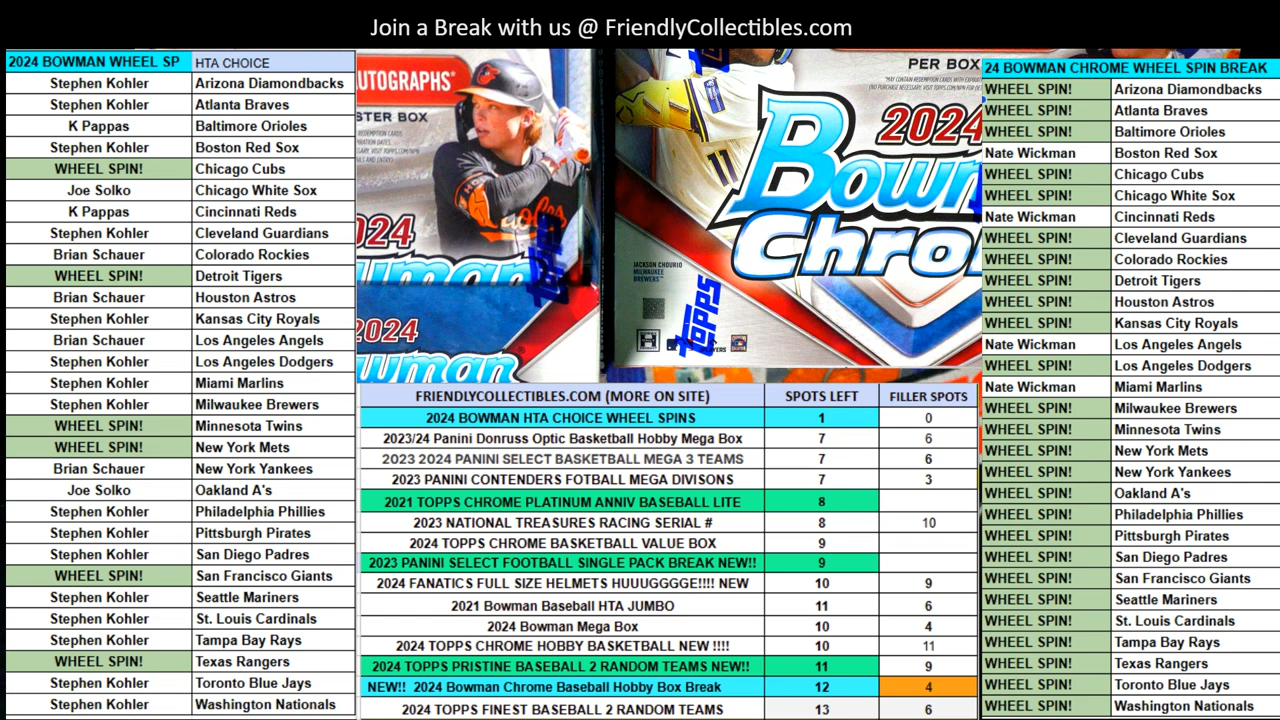 Join a Break with us @ FriendlyCollectibles.com
2024 BOWMAN WHEEL SP HTA CHOICE
Stephen Kohler Arizona Diamondbacks
Stephen Kohler Atlanta Braves
K Pappas Baltimore Orioles
Stephen Kohler Boston Red Sox
WHEEL SPIN! Chicago Cubs
Joe Solko Chicago White Sox
K Pappas Cincinnati Reds
Stephen Kohler Cleveland Guardians
Brian Schauer Colorado Rockies
WHEEL SPIN! Detroit Tigers
Brian Schauer Houston Astros
Stephen Kohler Kansas City Royals
Brian Schauer Los Angeles Angels
Stephen Kohler Los Angeles Dodgers
Stephen Kohler Miami Marlins
Stephen Kohler Milwaukee Brewers
WHEEL SPIN! Minnesota Twins
WHEEL SPIN! New York Mets
Brian Schauer New York Yankees
Joe Solko Oakland A's
Stephen Kohler Philadelphia Phillies
Stephen Kohler Pittsburgh Pirates
Stephen Kohler San Diego Padres
WHEEL SPIN! San Francisco Giants
Stephen Kohler Seattle Mariners
Stephen Kohler St. Louis Cardinals
Stephen Kohler Tampa Bay Rays
WHEEL SPIN! Texas Rangers
Stephen Kohler Toronto Blue Jays
Stephen Kohler Washington Nationals
AUTOGRAPHS*
STER BOX
Orioles
024
owman
Topps
2024
owman
PER BOX
2024
Bowm
Chro
11
JACKSON CHOURIO
MILWAUKEE
BREWERS™
Topps
PLAYERS
FRIENDLYCOLLECTIBLES.COM (MORE ON SITE) SPOTS LEFT FILLER SPOTS
2024 BOWMAN HTA CHOICE WHEEL SPINS 1 0
2023/24 Panini Donruss Optic Basketball Hobby Mega Box 7 6
2023 2024 PANINI SELECT BASKETBALL MEGA 3 TEAMS 7 6
2023 PANINI CONTENDERS FOTBALL MEGA DIVISONS 7 3
2021 TOPPS CHROME PLATINUM ANNIV BASEBALL LITE 8
2023 NATIONAL TREASURES RACING SERIAL # 8 10
2024 TOPPS CHROME BASKETBALL VALUE BOX 9
2023 PANINI SELECT FOOTBALL SINGLE PACK BREAK NEW!! 9
2024 FANATICS FULL SIZE HELMETS HUUUGGGGE!!!! NEW 10 9
2021 Bowman Baseball HTA JUMBO 11 6
2024 Bowman Mega Box 10 4
2024 TOPPS CHROME HOBBY BASKETBALL NEW !!!! 10 11
2024 TOPPS PRISTINE BASEBALL 2 RANDOM TEAMS NEW!! 11 9
NEW!! 2024 Bowman Chrome Baseball Hobby Box Break 12 4
2024 TOPPS FINEST BASEBALL 2 RANDOM TEAMS 13 6
24 BOWMAN CHROME WHEEL SPIN BREAK
WHEEL SPIN! Arizona Diamondbacks
WHEEL SPIN! Atlanta Braves
WHEEL SPIN! Baltimore Orioles
Nate Wickman Boston Red Sox
WHEEL SPIN! Chicago Cubs
WHEEL SPIN! Chicago White Sox
Nate Wickman Cincinnati Reds
WHEEL SPIN! Cleveland Guardians
WHEEL SPIN! Colorado Rockies
WHEEL SPIN! Detroit Tigers
WHEEL SPIN! Houston Astros
WHEEL SPIN! Kansas City Royals
Nate Wickman Los Angeles Angels
WHEEL SPIN! Los Angeles Dodgers
Nate Wickman Miami Marlins
WHEEL SPIN! Milwaukee Brewers
WHEEL SPIN! Minnesota Twins
WHEEL SPIN! New York Mets
WHEEL SPIN! New York Yankees
WHEEL SPIN! Oakland A's
WHEEL SPIN! Philadelphia Phillies
WHEEL SPIN! Pittsburgh Pirates
WHEEL SPIN! San Diego Padres
WHEEL SPIN! San Francisco Giants
WHEEL SPIN! Seattle Mariners
WHEEL SPIN! St. Louis Cardinals
WHEEL SPIN! Tampa Bay Rays
WHEEL SPIN! Texas Rangers
WHEEL SPIN! Toronto Blue Jays
WHEEL SPIN! Washington Nationals